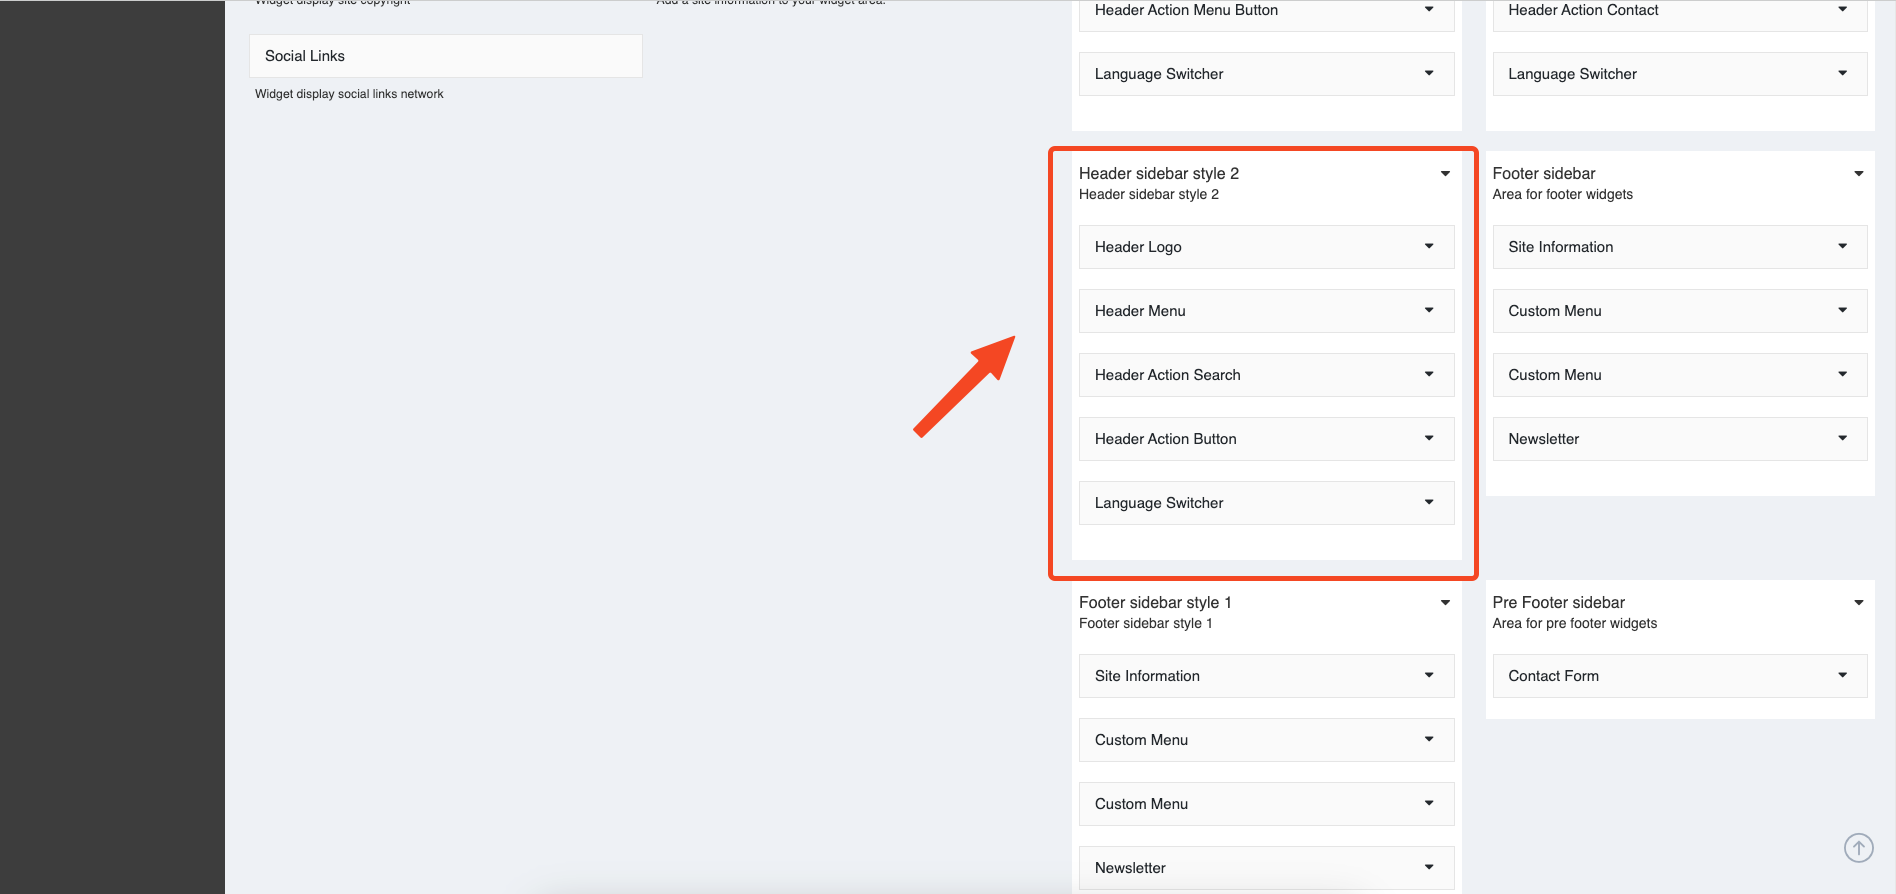 Widget display site copyright
Add a site information to your widget area.
Social Links
Widget display social links network
Header Action Menu Button
Language Switcher
Header Action Contact
Language Switcher
Header sidebar style 2
Header sidebar style 2
Header Logo
Header Menu
Header Action Search
Header Action Button
Language Switcher
Footer sidebar
Area for footer widgets
Site Information
Custom Menu
Custom Menu
Newsletter
Footer sidebar style 1
Footer sidebar style 1
Site Information
Custom Menu
Custom Menu
Newsletter
Pre Footer sidebar
Area for pre footer widgets
Contact Form